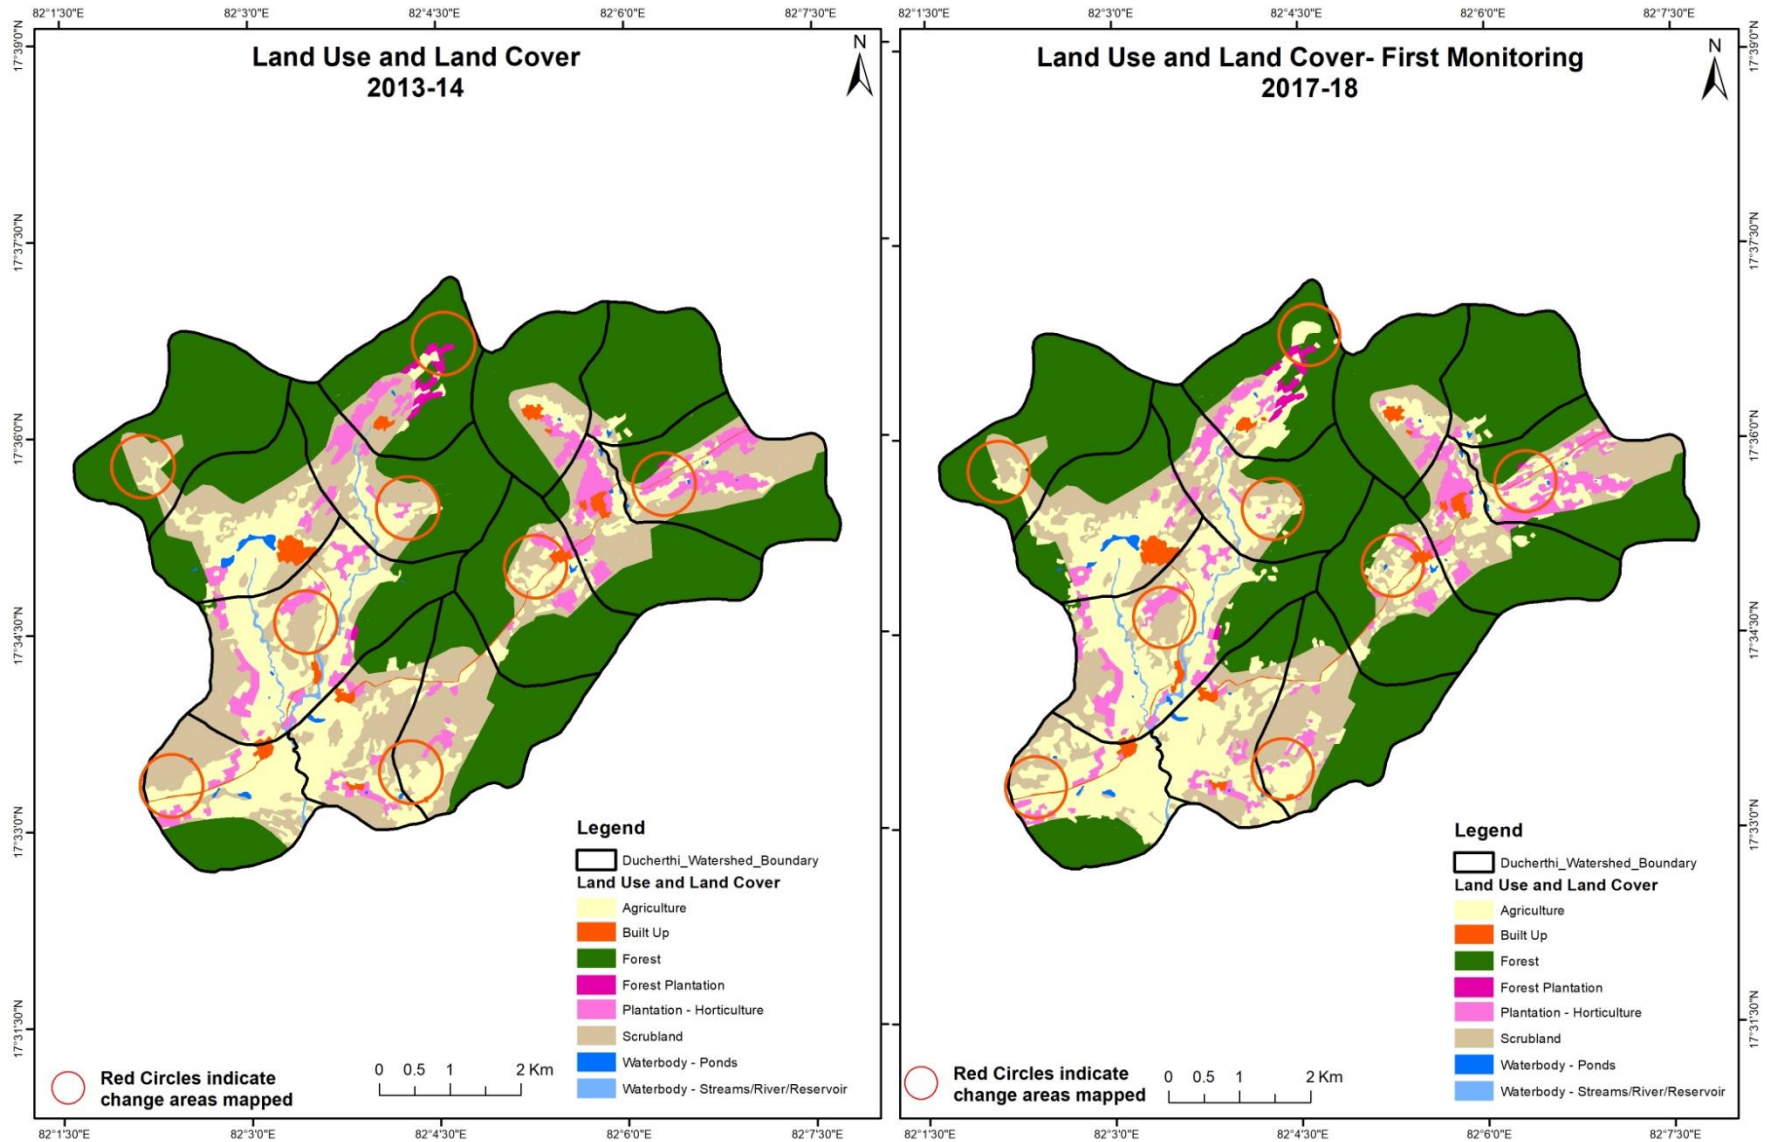 82°1'30"E 82°3'0"E 82°4'30"E 82°6'0"E 82°7'30"E
Land Use and Land Cover
2013-14
N
17°39'0"N
17°37'30"N
17°36'0"N
17°34'30"N
17°33'0"N
17°31'30"N
Legend
Ducherthi_Watershed_Boundary
Land Use and Land Cover
Agriculture
Built Up
Forest
Forest Plantation
Plantation - Horticulture
Scrubland
Waterbody - Ponds
Waterbody - Streams/River/Reservoir
Red Circles indicate
change areas mapped
0 0.5 1 2 Km
82°1'30"E 82°3'0"E 82°4'30"E 82°6'0"E 82°7'30"E
82°1'30"E 82°3'0"E 82°4'30"E 82°6'0"E 82°7'30"E
Land Use and Land Cover- First Monitoring
2017-18
N
17°39'0"N
17°37'30"N
17°36'0"N
17°34'30"N
17°33'0"N
17°31'30"N
Legend
Ducherthi_Watershed_Boundary
Land Use and Land Cover
Agriculture
Built Up
Forest
Forest Plantation
Plantation - Horticulture
Scrubland
Waterbody - Ponds
Waterbody - Streams/River/Reservoir
Red Circles indicate
change areas mapped
0 0.5 1 2 Km
82°1'30"E 82°3'0"E 82°4'30"E 82°6'0"E 82°7'30"E